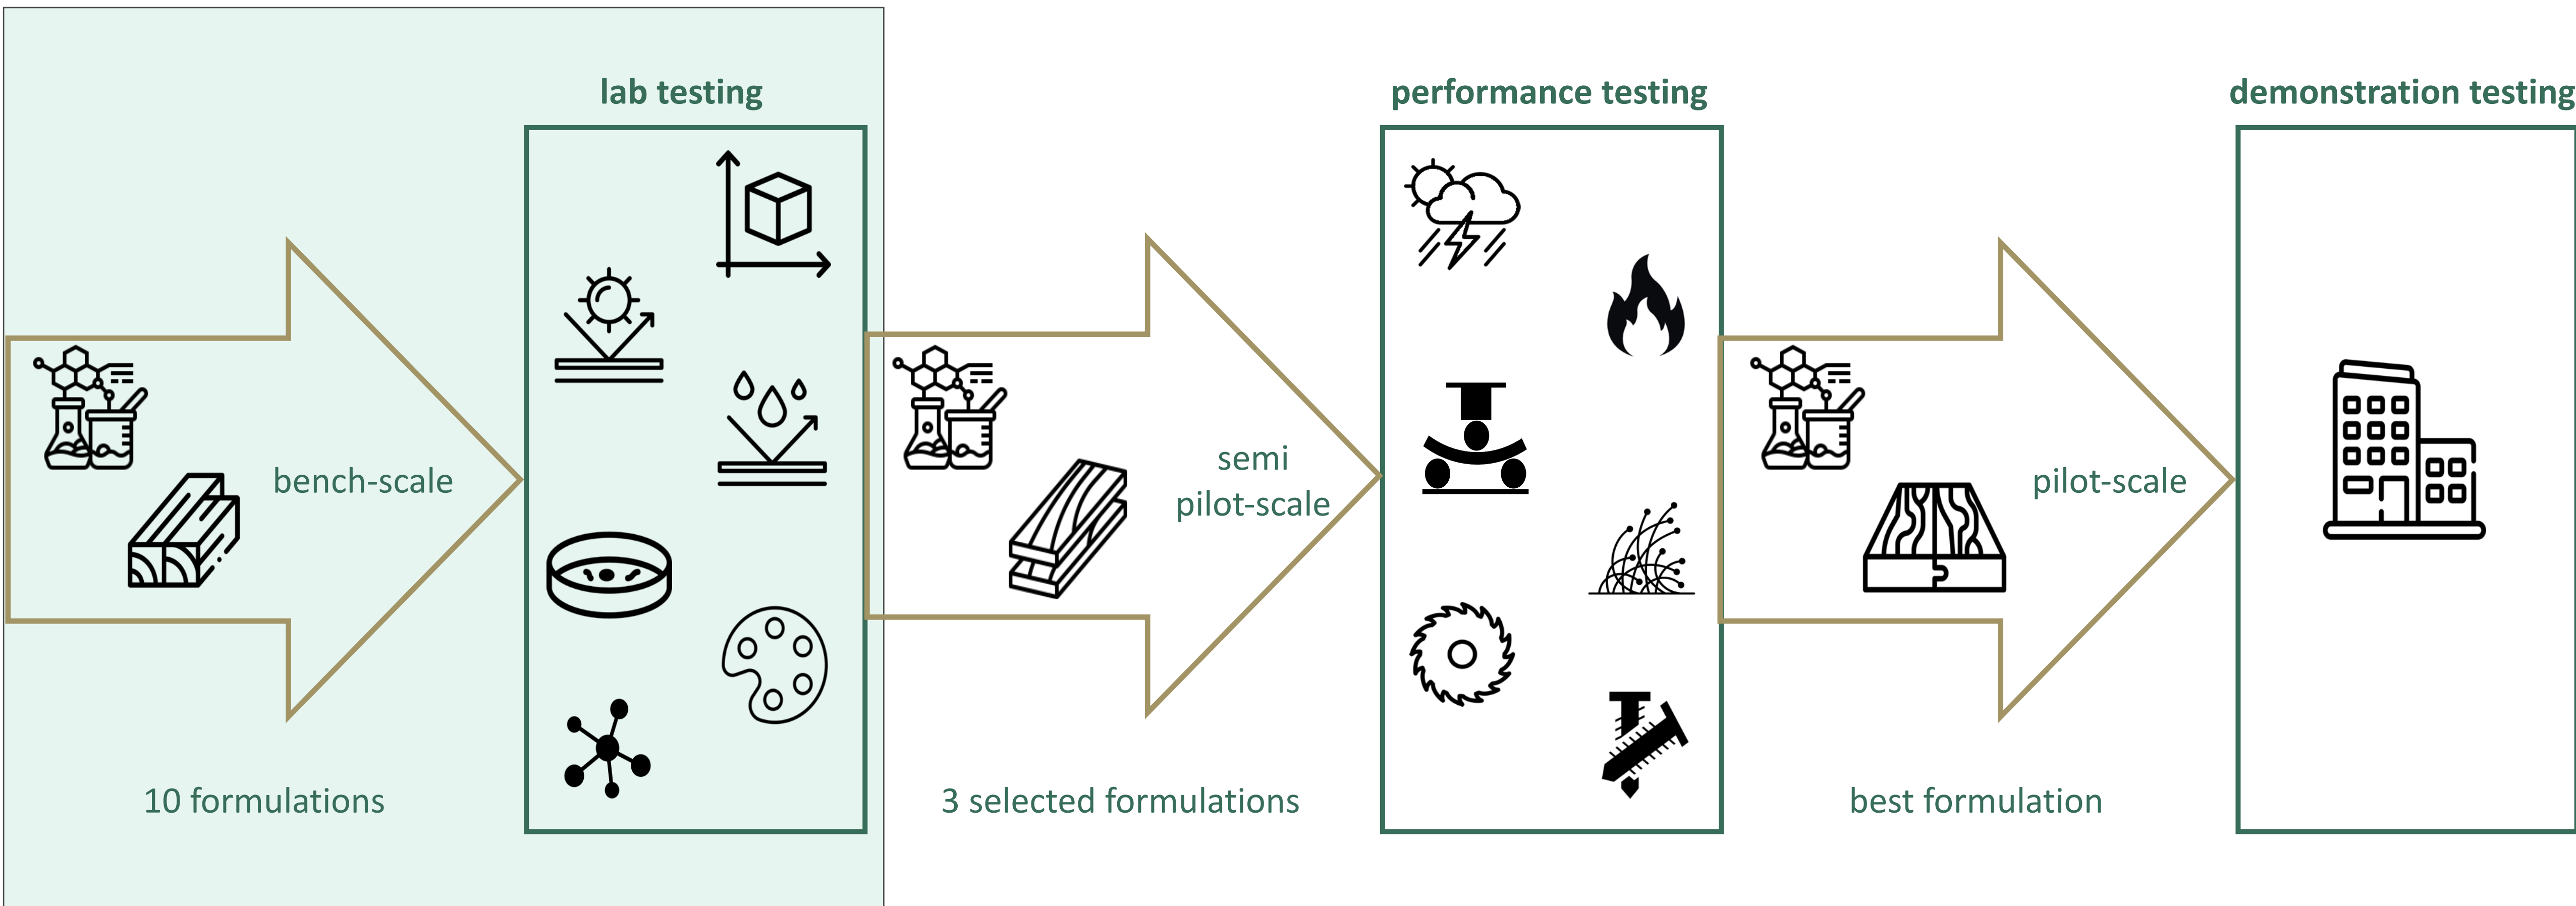 lab testing
performance testing
demonstration testing
bench-scale
semi
pilot-scale
pilot-scale
10 formulations
3 selected formulations
best formulation